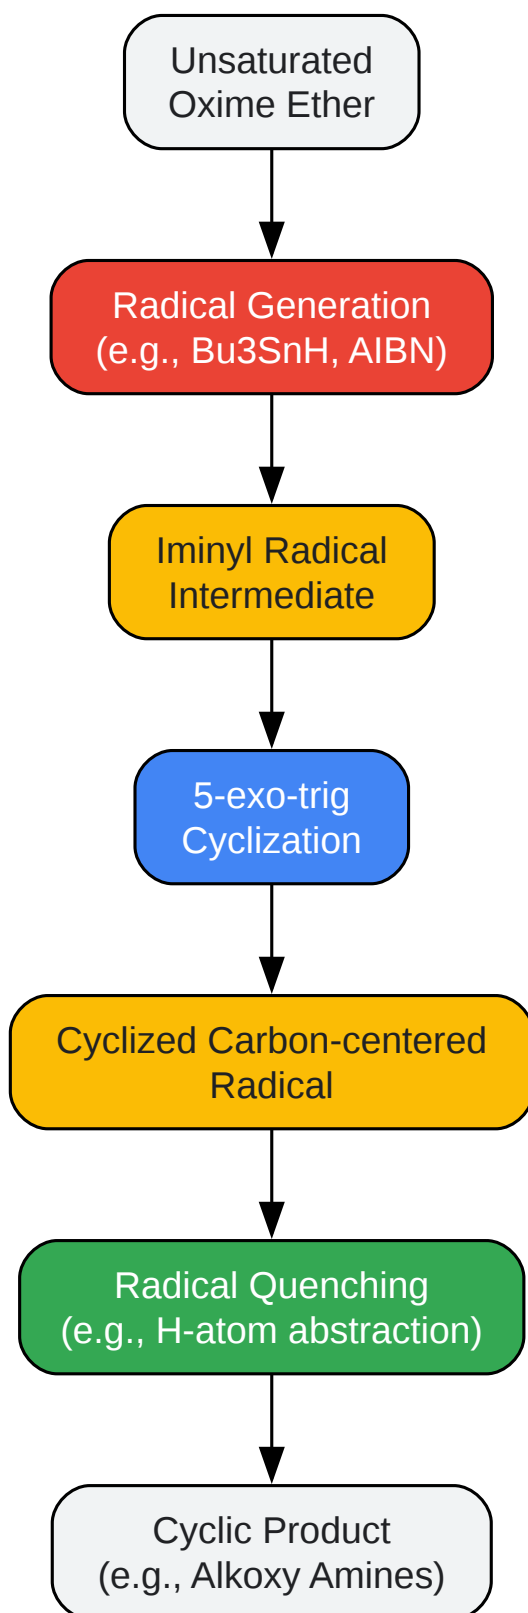 Unsaturated
Oxime Ether
Radical Generation
(e.g., Bu3SnH, AIBN)
Iminyl Radical
Intermediate
5-exo-trig
Cyclization
Cyclized Carbon-centered
Radical
Radical Quenching
(e.g., H-atom abstraction)
Cyclic Product
(e.g., Alkoxy Amines)